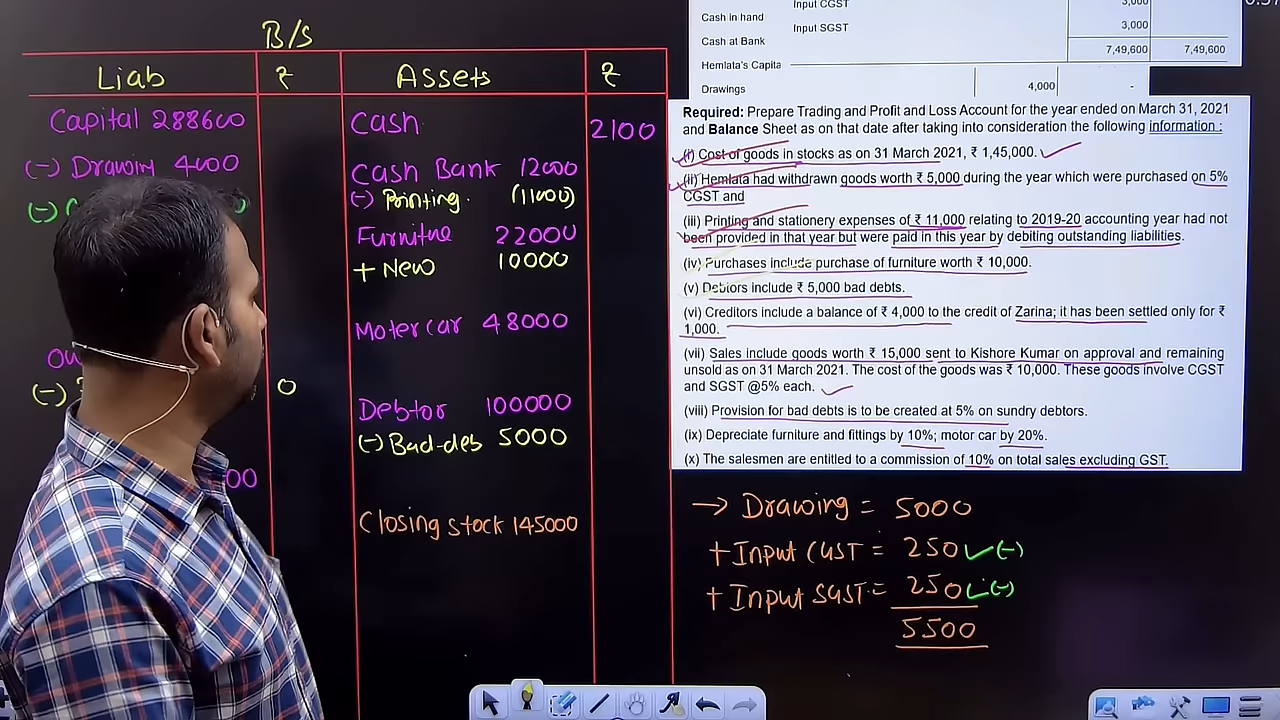 B/S
Liab ₹ Assets ₹
Capital 288600
(-) Drawing 4000
(-)
0
(-)
0
00
Cash 2100
Cash Bank 12000
(-) Printing. (11000)
Furniture 22000
+ New 10000
Motercar 48000
Debtor 100000
(-) Bad-deb 5000
Closing stock 145000
Input CGST 3,000
Cash in hand
Input SGST 3,000
Cash at Bank
7,49,600 7,49,600
Hemlata's Capita
Drawings 4,000 -
Required: Prepare Trading and Profit and Loss Account for the year ended on March 31, 2021
and Balance Sheet as on that date after taking into consideration the following information :
(i) Cost of goods in stocks as on 31 March 2021, ₹ 1,45,000.
(ii) Hemlata had withdrawn goods worth ₹ 5,000 during the year which were purchased on 5%
CGST and
(iii) Printing and stationery expenses of ₹ 11,000 relating to 2019-20 accounting year had not
been provided in that year but were paid in this year by debiting outstanding liabilities.
(iv) Purchases include purchase of furniture worth ₹ 10,000.
(v) Debtors include ₹ 5,000 bad debts.
(vi) Creditors include a balance of ₹ 4,000 to the credit of Zarina; it has been settled only for ₹
1,000.
(vii) Sales include goods worth ₹ 15,000 sent to Kishore Kumar on approval and remaining
unsold as on 31 March 2021. The cost of the goods was ₹ 10,000. These goods involve CGST
and SGST @5% each.
(viii) Provision for bad debts is to be created at 5% on sundry debtors.
(ix) Depreciate furniture and fittings by 10%; motor car by 20%.
(x) The salesmen are entitled to a commission of 10% on total sales excluding GST.
→ Drawing = 5000
+ Input CGST = 250 ✓(-)
+ Input SGST = 250 ✓(-)
5500